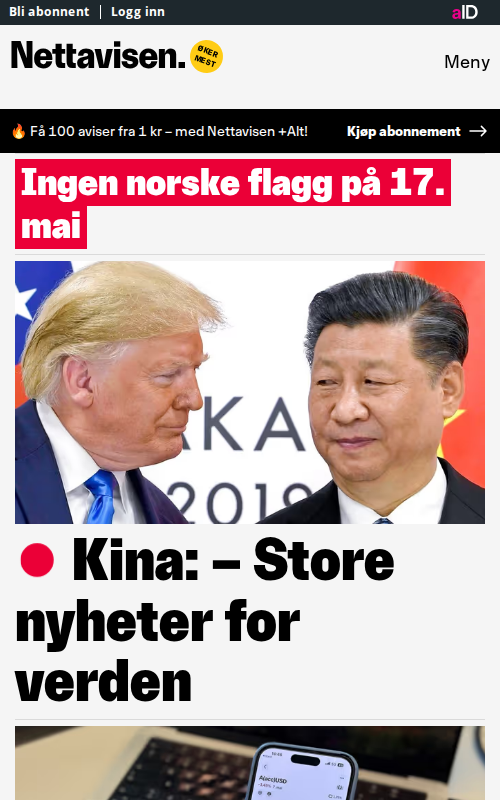 Bli abonnent | Logg inn
aID
Nettavisen.
ØKER
MEST
Meny
🔥 Få 100 aviser fra 1 kr – med Nettavisen +Alt!
Kjøp abonnement →
Ingen norske flagg på 17.
mai
AKA
2019
Kina: – Store
nyheter for
verden